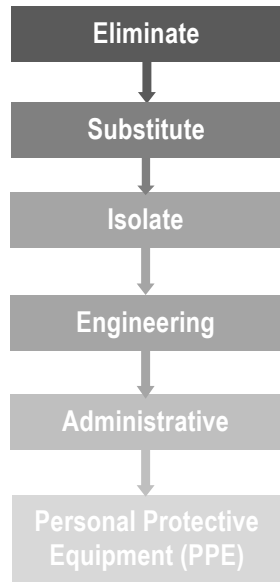 Eliminate
Substitute
Isolate
Engineering
Administrative
Personal Protective
Equipment (PPE)